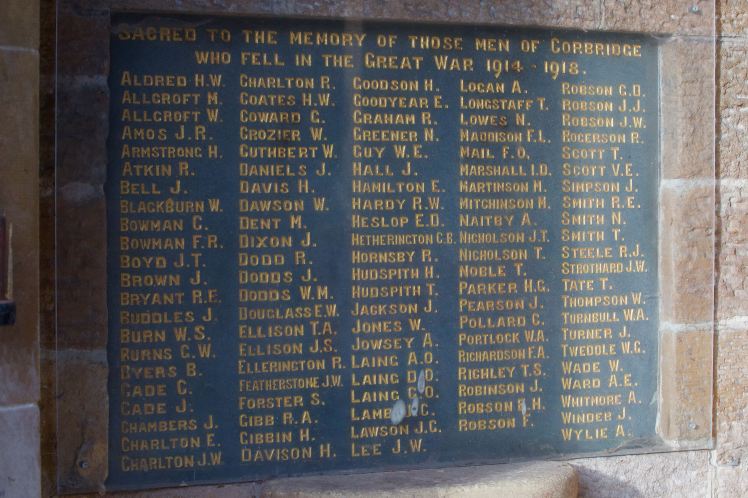 SACRED TO THE MEMORY OF THOSE MEN OF CORBRIDGE
WHO FELL IN THE GREAT WAR 1914 - 1918.
ALDRED H.W.
ALLGROFT M.
ALLGROFT W.
AMOS J.R.
ARMSTRONG H.
ATKIN R.
BELL J.
BLACKBURN W.
BOWMAN C.
BOWMAN F.R.
BOYD J.T.
BROWN J.
BRYANT R.E.
BUDDLES J.
BURN W.S.
BURNS G.W.
BYERS B.
CADE C.
CADE J.
CHAMBERS J.
CHARLTON E.
CHARLTON J.W.
CHARLTON R.
COATES H.W.
COWARD G.
CROZIER W.
CUTHBERT W.
DANIELS J.
DAVIS H.
DAWSON W.
DENT M.
DIXON J.
DODD R.
DODDS J.
DODDS W.M.
DOUGLASS E.W.
ELLISON T.A.
ELLISON J.S.
ELLERINGTON R.
FEATHERSTONE J.W.
FORSTER S.
GIBB R.A.
GIBBIN H.
DAVISON H.
GOODSON H.
GOODYEAR E.
GRAHAM R.
GREENER N.
GUY W.E.
HALL J.
HAMILTON E.
HARDY R.W.
HESLOP E.D.
HETHERINGTON G.B.
HORNSBY R.
HUDSPITH H.
HUDSPITH T.
JACKSON J.
JONES W.
JOWSEY A.
LAING A.O.
LAING O.
LAING G.O.
LAMB C.
LAWSON J.G.
LEE J.W.
LOGAN A.
LONGSTAFF T.
LOWES N.
MADDISON F.L.
MAIL F.O.
MARSHALL I.D.
MARTINSON M.
MITCHINSON M.
NAITBY A.
NICHOLSON J.T.
NICHOLSON T.
NOBLE T.
PARKER H.G.
PEARSON J.
POLLARD C.
PORTLOCK W.A.
RICHARDSON F.A.
RIGHLEY T.S.
ROBINSON J.
ROBSON H.
ROBSON F.
ROBSON G.D.
ROBSON J.J.
ROBSON J.W.
ROGERSON R.
SCOTT T.
SCOTT V.E.
SIMPSON J.
SMITH R.E.
SMITH N.
SMITH T.
STEELE R.J.
STROTHARD J.W.
TATE T.
THOMPSON W.
TURNBULL W.A.
TURNER J.
TWEDDLE W.G.
WADE W.
WARD A.E.
WHITMORE A.
WINDER J.
WYLIE A.